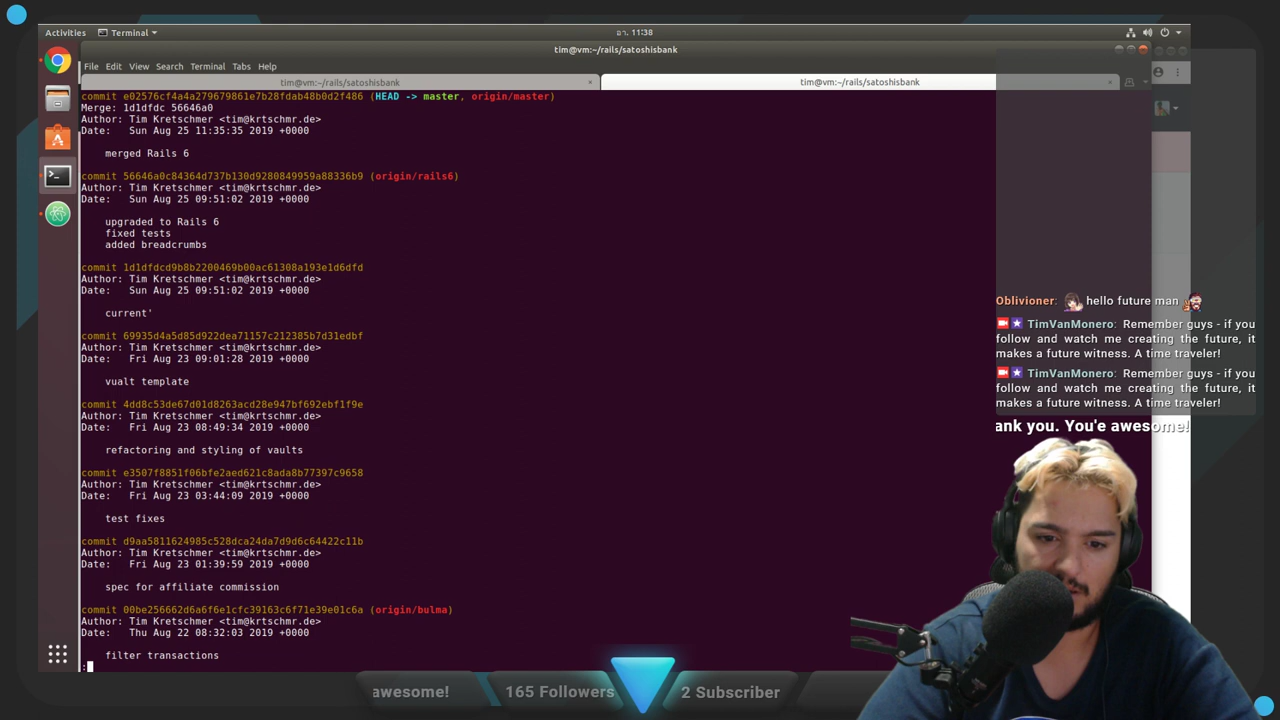 Activities
Terminal
อา. 11:38
tim@vm:~/rails/satoshisbank
File Edit View Search Terminal Tabs Help
tim@vm:~/rails/satoshisbank
tim@vm:~/rails/satoshisbank
commit e02576cf4a4a279679861e7b28fdab48b0d2f486 (HEAD -> master, origin/master)
Merge: 1d1dfdc 56646a0
Author: Tim Kretschmer <tim@krtschmr.de>
Date:   Sun Aug 25 11:35:35 2019 +0000
merged Rails 6
commit 56646a0c84364d737b130d9280849959a88336b9 (origin/rails6)
Author: Tim Kretschmer <tim@krtschmr.de>
Date:   Sun Aug 25 09:51:02 2019 +0000
upgraded to Rails 6
fixed tests
added breadcrumbs
commit 1d1dfdcd9b8b2200469b00ac61308a193e1d6dfd
Author: Tim Kretschmer <tim@krtschmr.de>
Date:   Sun Aug 25 09:51:02 2019 +0000
current'
commit 69935d4a5d85d922dea71157c212385b7d31edbf
Author: Tim Kretschmer <tim@krtschmr.de>
Date:   Fri Aug 23 09:01:28 2019 +0000
vualt template
commit 4dd8c53de67d01d8263acd28e947bf692ebf1f9e
Author: Tim Kretschmer <tim@krtschmr.de>
Date:   Fri Aug 23 08:49:34 2019 +0000
refactoring and styling of vaults
commit e3507f8851f06bfe2aed621c8ada8b77397c9658
Author: Tim Kretschmer <tim@krtschmr.de>
Date:   Fri Aug 23 03:44:09 2019 +0000
test fixes
commit d9aa5811624985c528dca24da7d9d6c64422c11b
Author: Tim Kretschmer <tim@krtschmr.de>
Date:   Fri Aug 23 01:39:59 2019 +0000
spec for affiliate commission
commit 00be256662d6a6f6e1cfc39163c6f71e39e01c6a (origin/bulma)
Author: Tim Kretschmer <tim@krtschmr.de>
Date:   Thu Aug 22 08:32:03 2019 +0000
filter transactions
:
Oblivioner: hello future man
TimVanMonero: Remember guys - if you
follow and watch me creating the future, it
makes a future witness. A time traveler!
TimVanMonero: Remember guys - if you
follow and watch me creating the future, it
makes a future witness. A time traveler!
ank you. You'e awesome!
awesome!
165 Followers
2 Subscriber